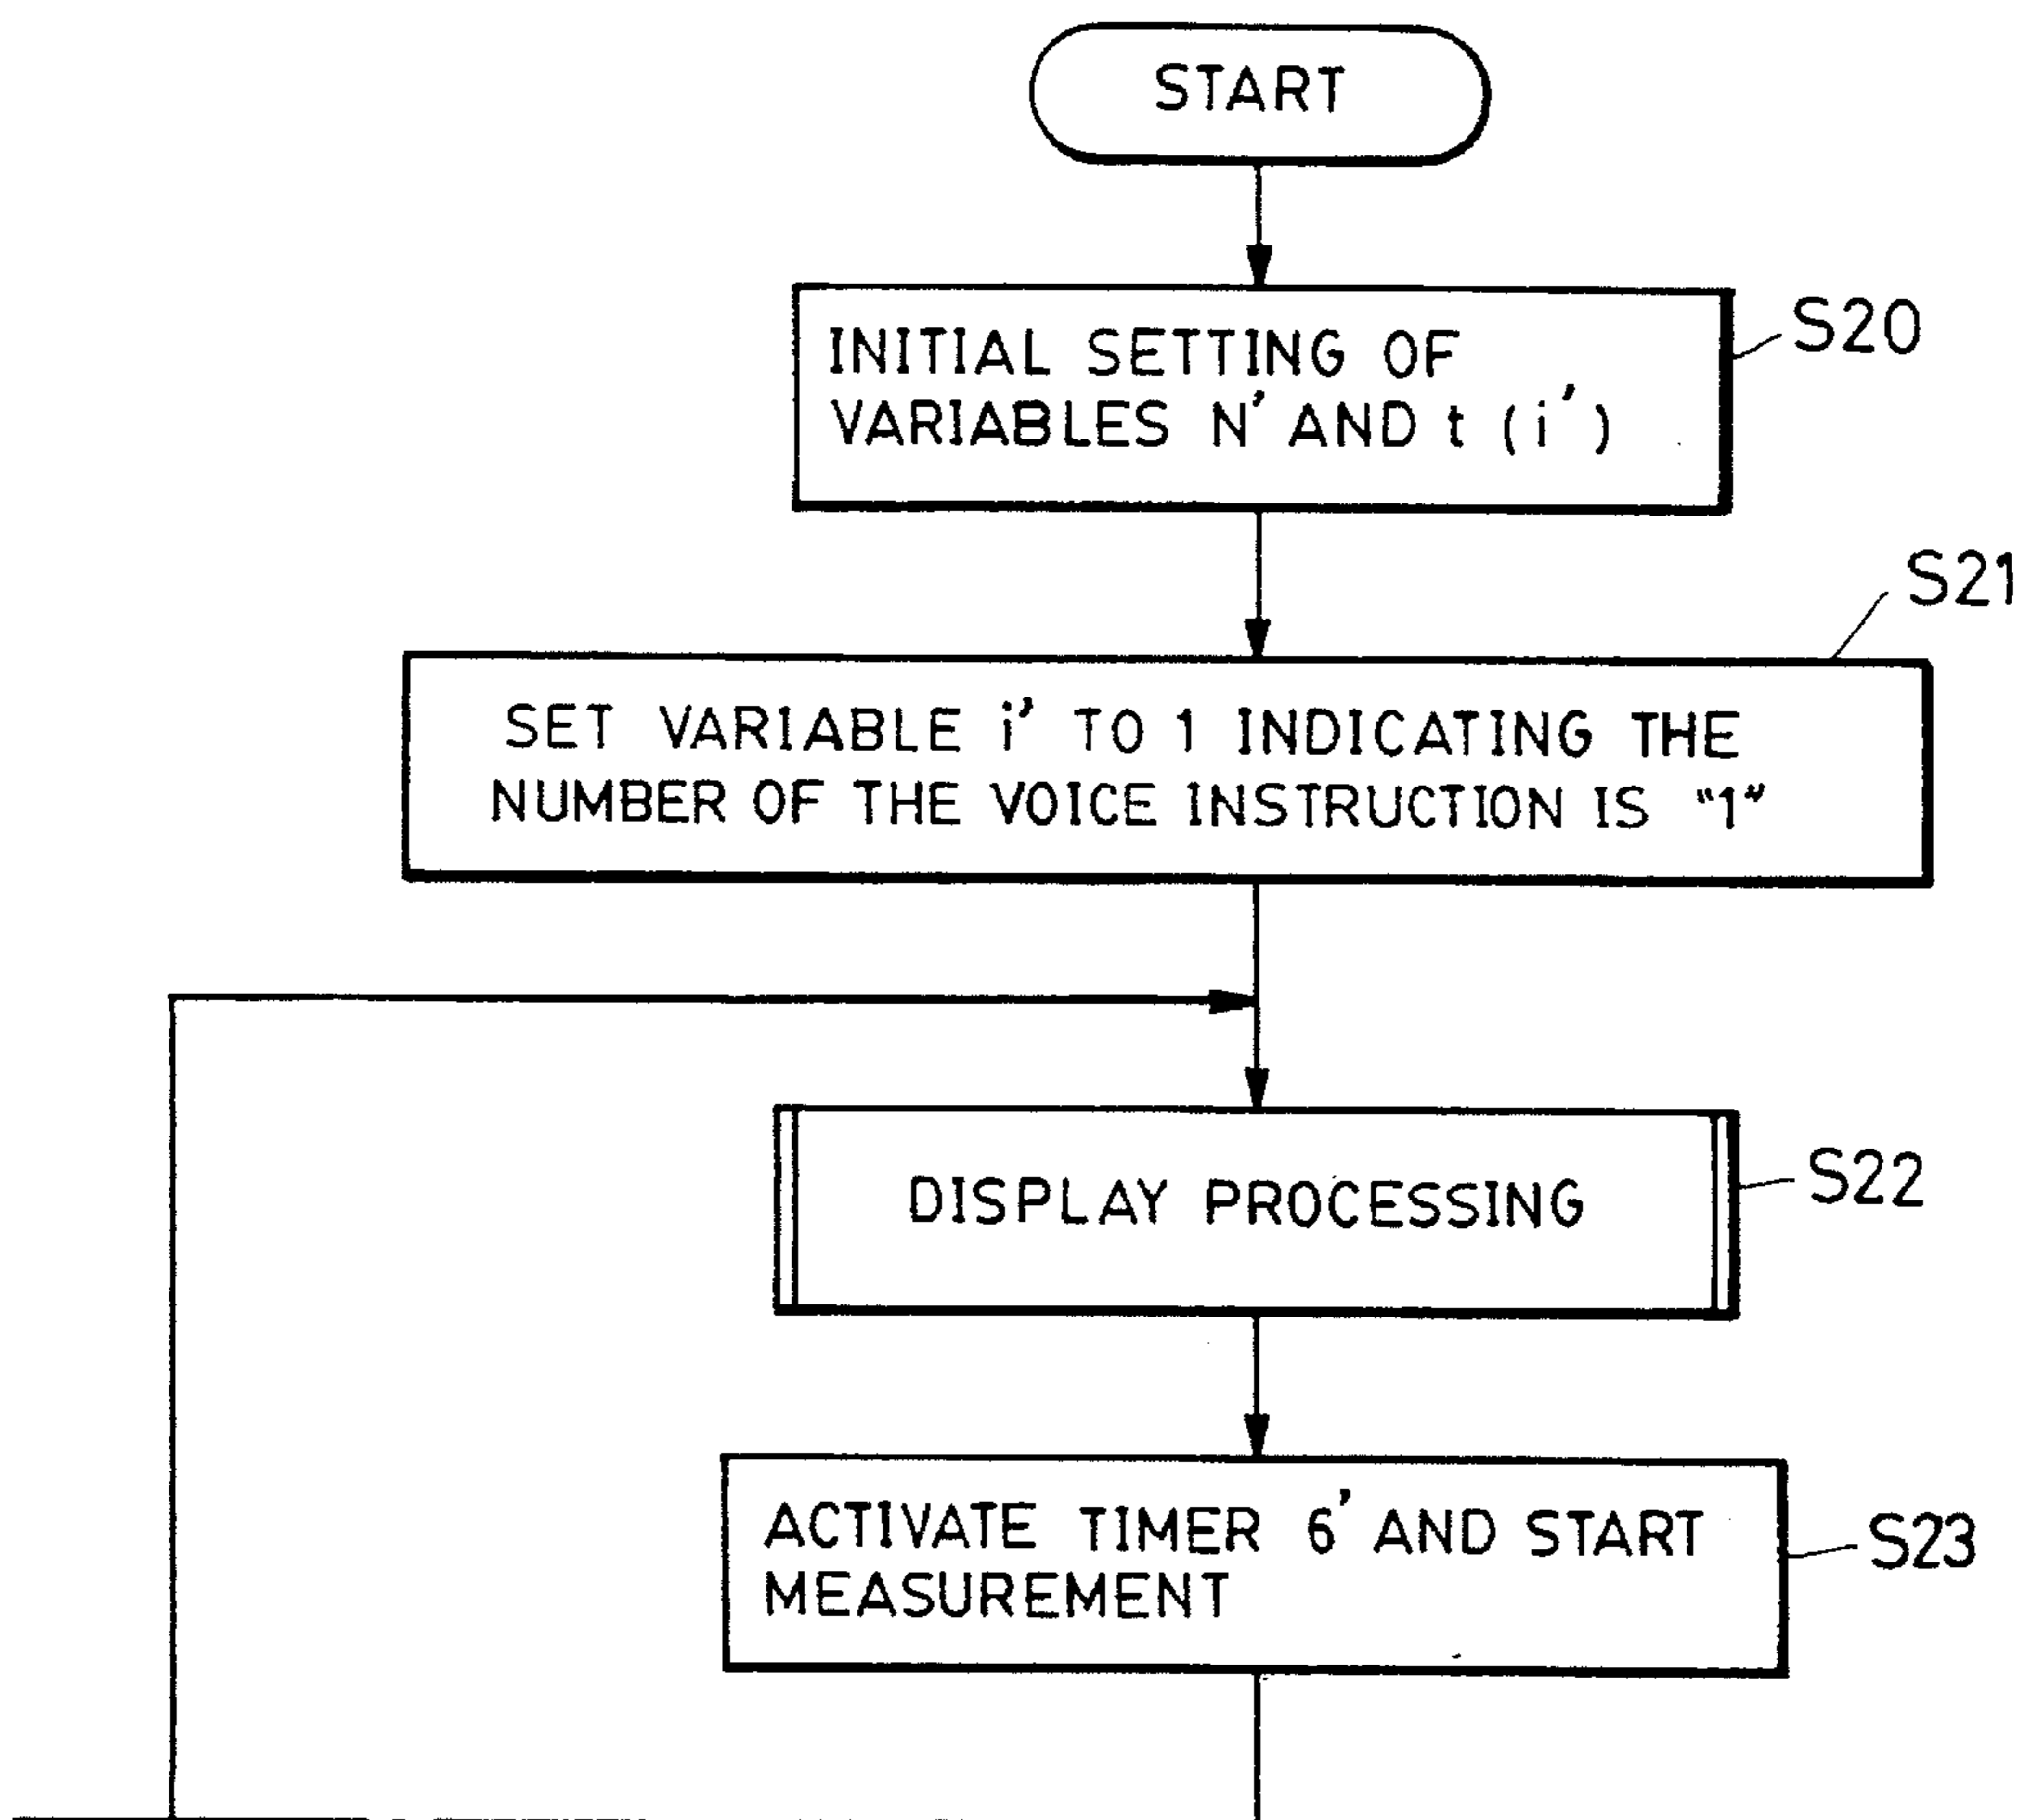 START
INITIAL SETTING OF
VARIABLES N' AND t (i')
S20
S21
SET VARIABLE i' TO 1 INDICATING THE
NUMBER OF THE VOICE INSTRUCTION IS "1"
DISPLAY PROCESSING
S22
ACTIVATE TIMER 6' AND START
MEASUREMENT
S23